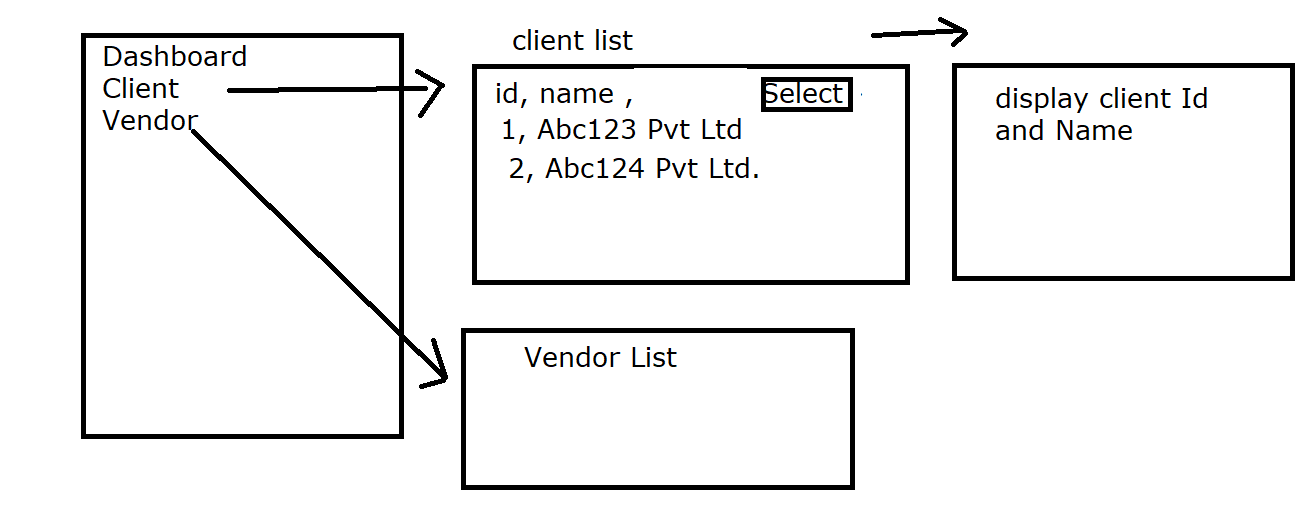 Dashboard
Client
Vendor
client list
id, name , Select
1, Abc123 Pvt Ltd
2, Abc124 Pvt Ltd.
display client Id
and Name
Vendor List